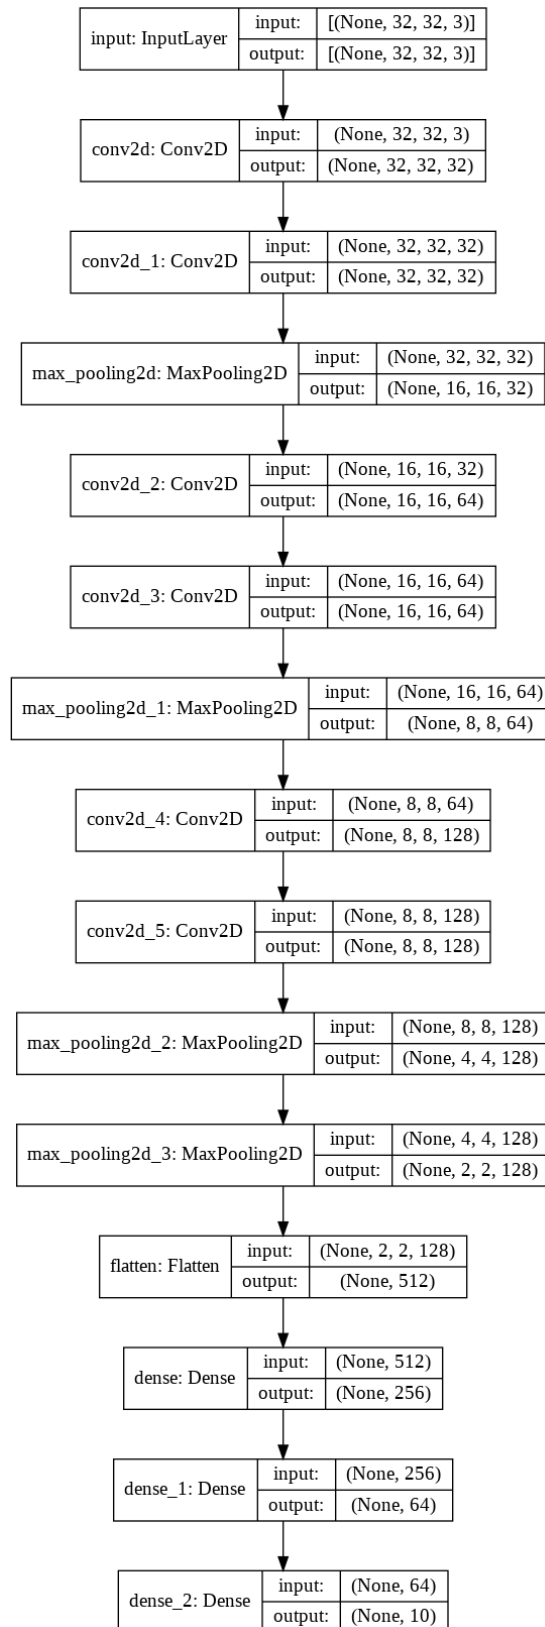 input: InputLayer
input: [(None, 32, 32, 3)]
output: [(None, 32, 32, 3)]
conv2d: Conv2D
input: (None, 32, 32, 3)
output: (None, 32, 32, 32)
conv2d_1: Conv2D
input: (None, 32, 32, 32)
output: (None, 32, 32, 32)
max_pooling2d: MaxPooling2D
input: (None, 32, 32, 32)
output: (None, 16, 16, 32)
conv2d_2: Conv2D
input: (None, 16, 16, 32)
output: (None, 16, 16, 64)
conv2d_3: Conv2D
input: (None, 16, 16, 64)
output: (None, 16, 16, 64)
max_pooling2d_1: MaxPooling2D
input: (None, 16, 16, 64)
output: (None, 8, 8, 64)
conv2d_4: Conv2D
input: (None, 8, 8, 64)
output: (None, 8, 8, 128)
conv2d_5: Conv2D
input: (None, 8, 8, 128)
output: (None, 8, 8, 128)
max_pooling2d_2: MaxPooling2D
input: (None, 8, 8, 128)
output: (None, 4, 4, 128)
max_pooling2d_3: MaxPooling2D
input: (None, 4, 4, 128)
output: (None, 2, 2, 128)
flatten: Flatten
input: (None, 2, 2, 128)
output: (None, 512)
dense: Dense
input: (None, 512)
output: (None, 256)
dense_1: Dense
input: (None, 256)
output: (None, 64)
dense_2: Dense
input: (None, 64)
output: (None, 10)